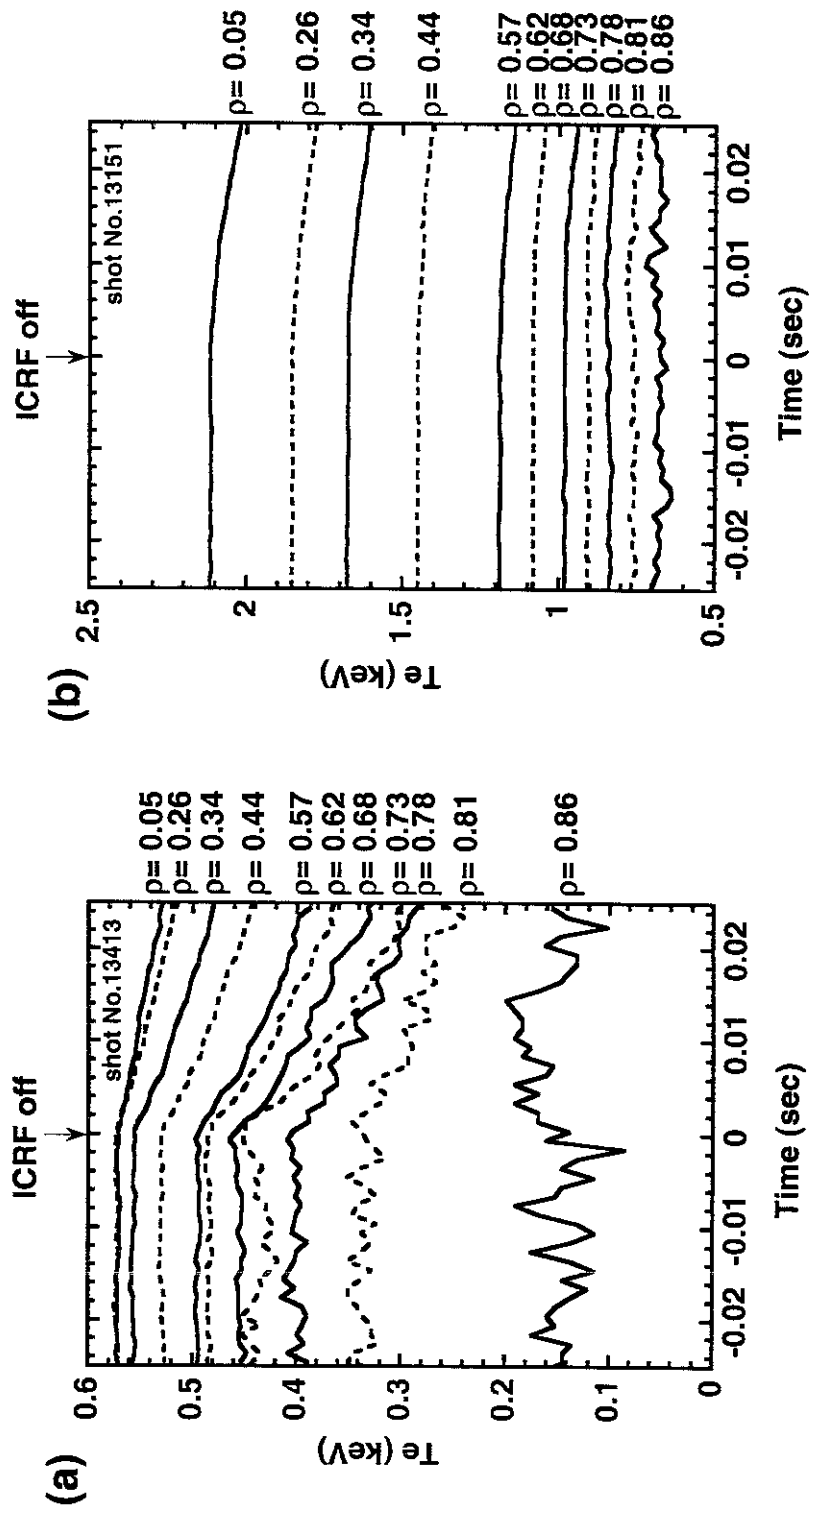 (a)
ICRF off
shot No.13413
0.6
0.5
0.4
0.3
0.2
0.1
0
Te (keV)
-0.02
-0.01
0
0.01
0.02
Time (sec)
ρ= 0.05
ρ= 0.26
ρ= 0.34
ρ= 0.44
ρ= 0.57
ρ= 0.62
ρ= 0.68
ρ= 0.73
ρ= 0.78
ρ= 0.81
ρ= 0.86
(b)
ICRF off
shot No.13151
2.5
2
1.5
1
0.5
Te (keV)
-0.02
-0.01
0
0.01
0.02
Time (sec)
ρ= 0.05
ρ= 0.26
ρ= 0.34
ρ= 0.44
ρ= 0.57
ρ= 0.62
ρ= 0.68
ρ= 0.73
ρ= 0.78
ρ= 0.81
ρ= 0.86